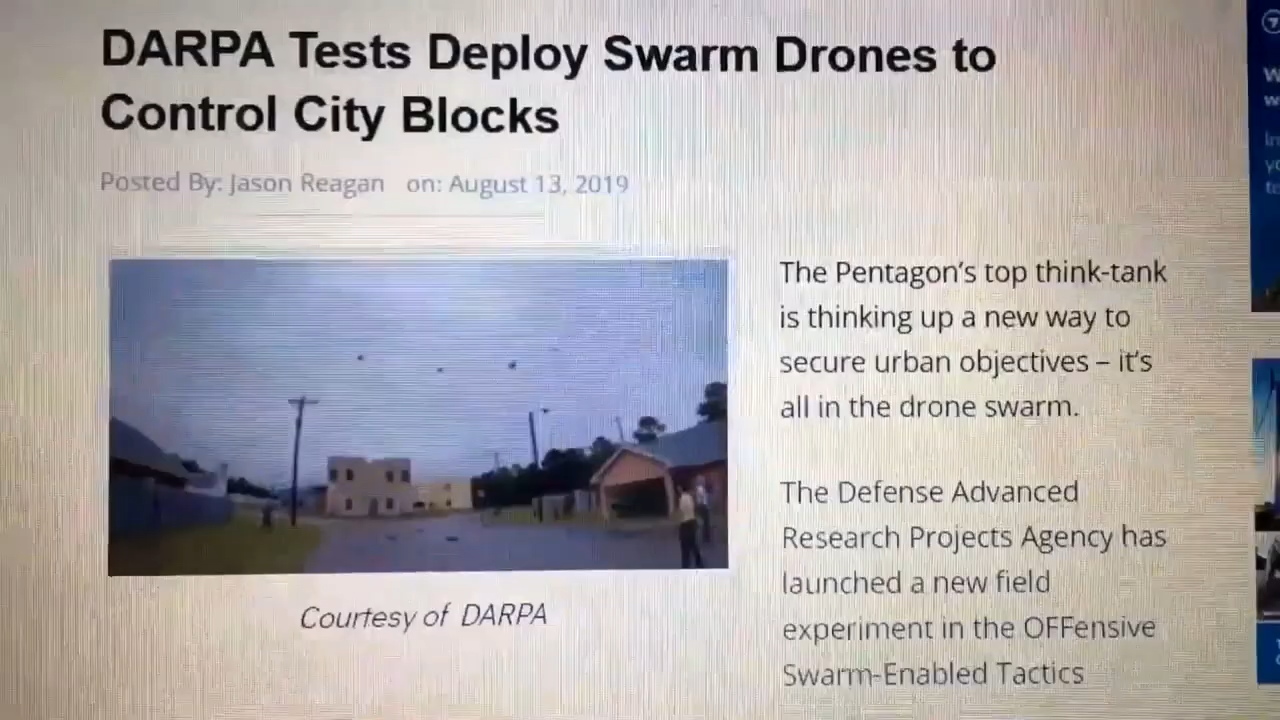 DARPA Tests Deploy Swarm Drones to
Control City Blocks
Posted By: Jason Reagan on: August 13, 2019
The Pentagon's top think-tank
is thinking up a new way to
secure urban objectives – it's
all in the drone swarm.
The Defense Advanced
Research Projects Agency has
launched a new field
experiment in the OFFensive
Swarm-Enabled Tactics
Courtesy of DARPA